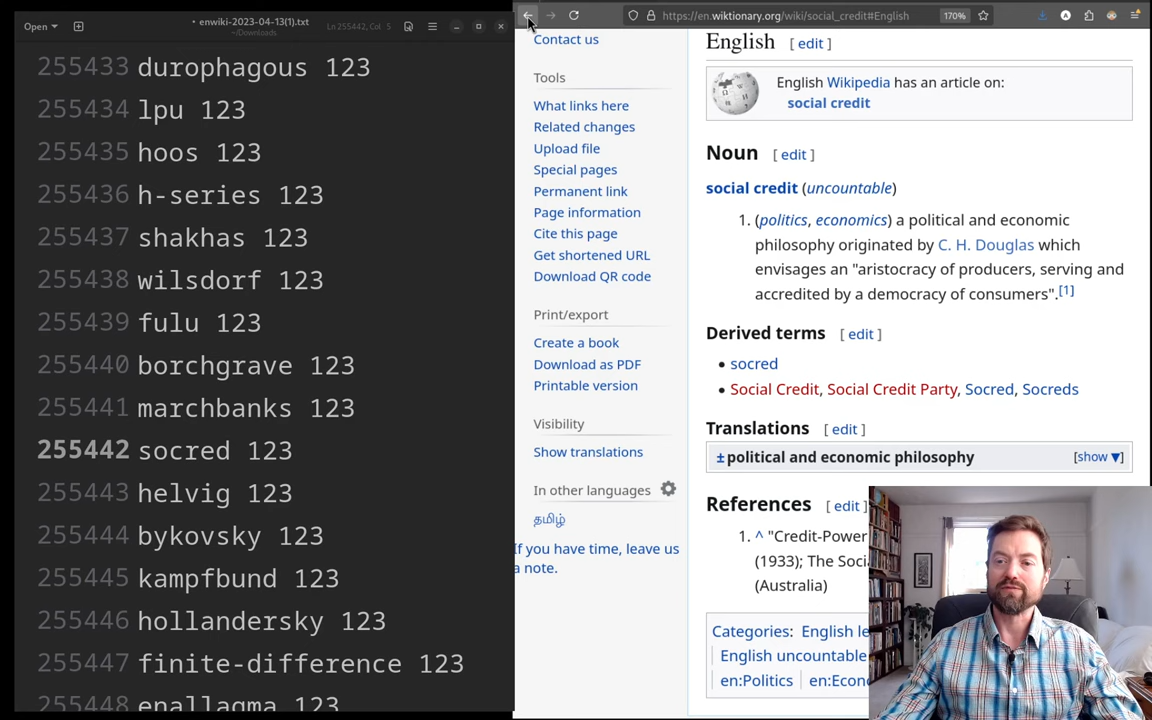 Open
• enwiki-2023-04-13(1).txt
~/Downloads
Ln 255442, Col 5
255433 durophagous 123
255434 lpu 123
255435 hoos 123
255436 h-series 123
255437 shakhas 123
255438 wilsdorf 123
255439 fulu 123
255440 borchgrave 123
255441 marchbanks 123
255442 socred 123
255443 helvig 123
255444 bykovsky 123
255445 kampfbund 123
255446 hollandersky 123
255447 finite-difference 123
255448 enallagma 123
https://en.wiktionary.org/wiki/social_credit#English
170%
Contact us
Tools
What links here
Related changes
Upload file
Special pages
Permanent link
Page information
Cite this page
Get shortened URL
Download QR code
Print/export
Create a book
Download as PDF
Printable version
Visibility
Show translations
In other languages
தமிழ்
If you have time, leave us
a note.
English [ edit ]
English Wikipedia has an article on:
social credit
Noun [ edit ]
social credit (uncountable)
1. (politics, economics) a political and economic
philosophy originated by C. H. Douglas which
envisages an "aristocracy of producers, serving and
accredited by a democracy of consumers".[1]
Derived terms [ edit ]
• socred
• Social Credit, Social Credit Party, Socred, Socreds
Translations [ edit ]
± political and economic philosophy [show ▼]
References [ edit ]
1. ^ "Credit-Power
(1933); The Soci
(Australia)
Categories: English le
English uncountable
en:Politics | en:Econ